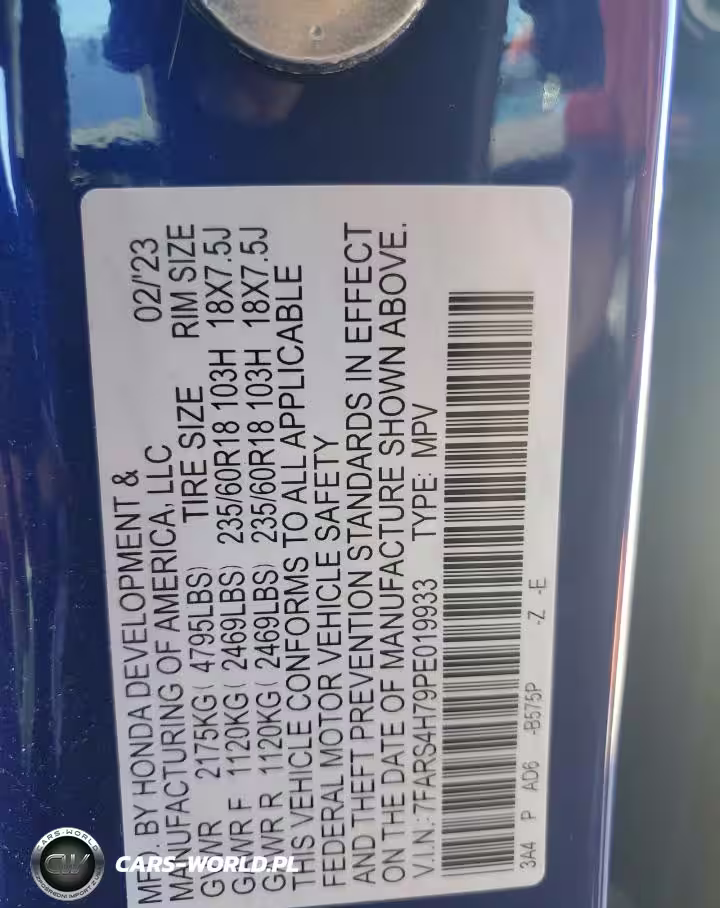 MFD. BY HONDA DEVELOPMENT & 02/'23
MANUFACTURING OF AMERICA, LLC
GVWR 2175KG ( 4795LBS) TIRE SIZE RIM SIZE
GAWR F 1120KG ( 2469LBS) 235/60R18 103H 18X7.5J
GAWR R 1120KG ( 2469LBS) 235/60R18 103H 18X7.5J
THIS VEHICLE CONFORMS TO ALL APPLICABLE
FEDERAL MOTOR VEHICLE SAFETY
AND THEFT PREVENTION STANDARDS IN EFFECT
ON THE DATE OF MANUFACTURE SHOWN ABOVE.
V.I.N.: 7FARS4H79PE019933 TYPE: MPV
3A4 P AD6 -B575P -Z -E
CARS-WORLD
CW
CARS-WORLD.PL